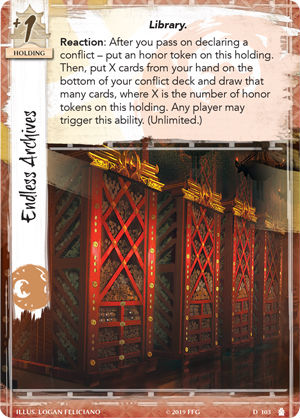 +1
HOLDING
Library.
Reaction: After you pass on declaring a
conflict – put an honor token on this holding.
Then, put X cards from your hand on the
bottom of your conflict deck and draw that
many cards, where X is the number of honor
tokens on this holding. Any player may
trigger this ability. (Unlimited.)
Endless Archives
ILLUS. LOGAN FELICIANO
© 2019 FFG
D 103